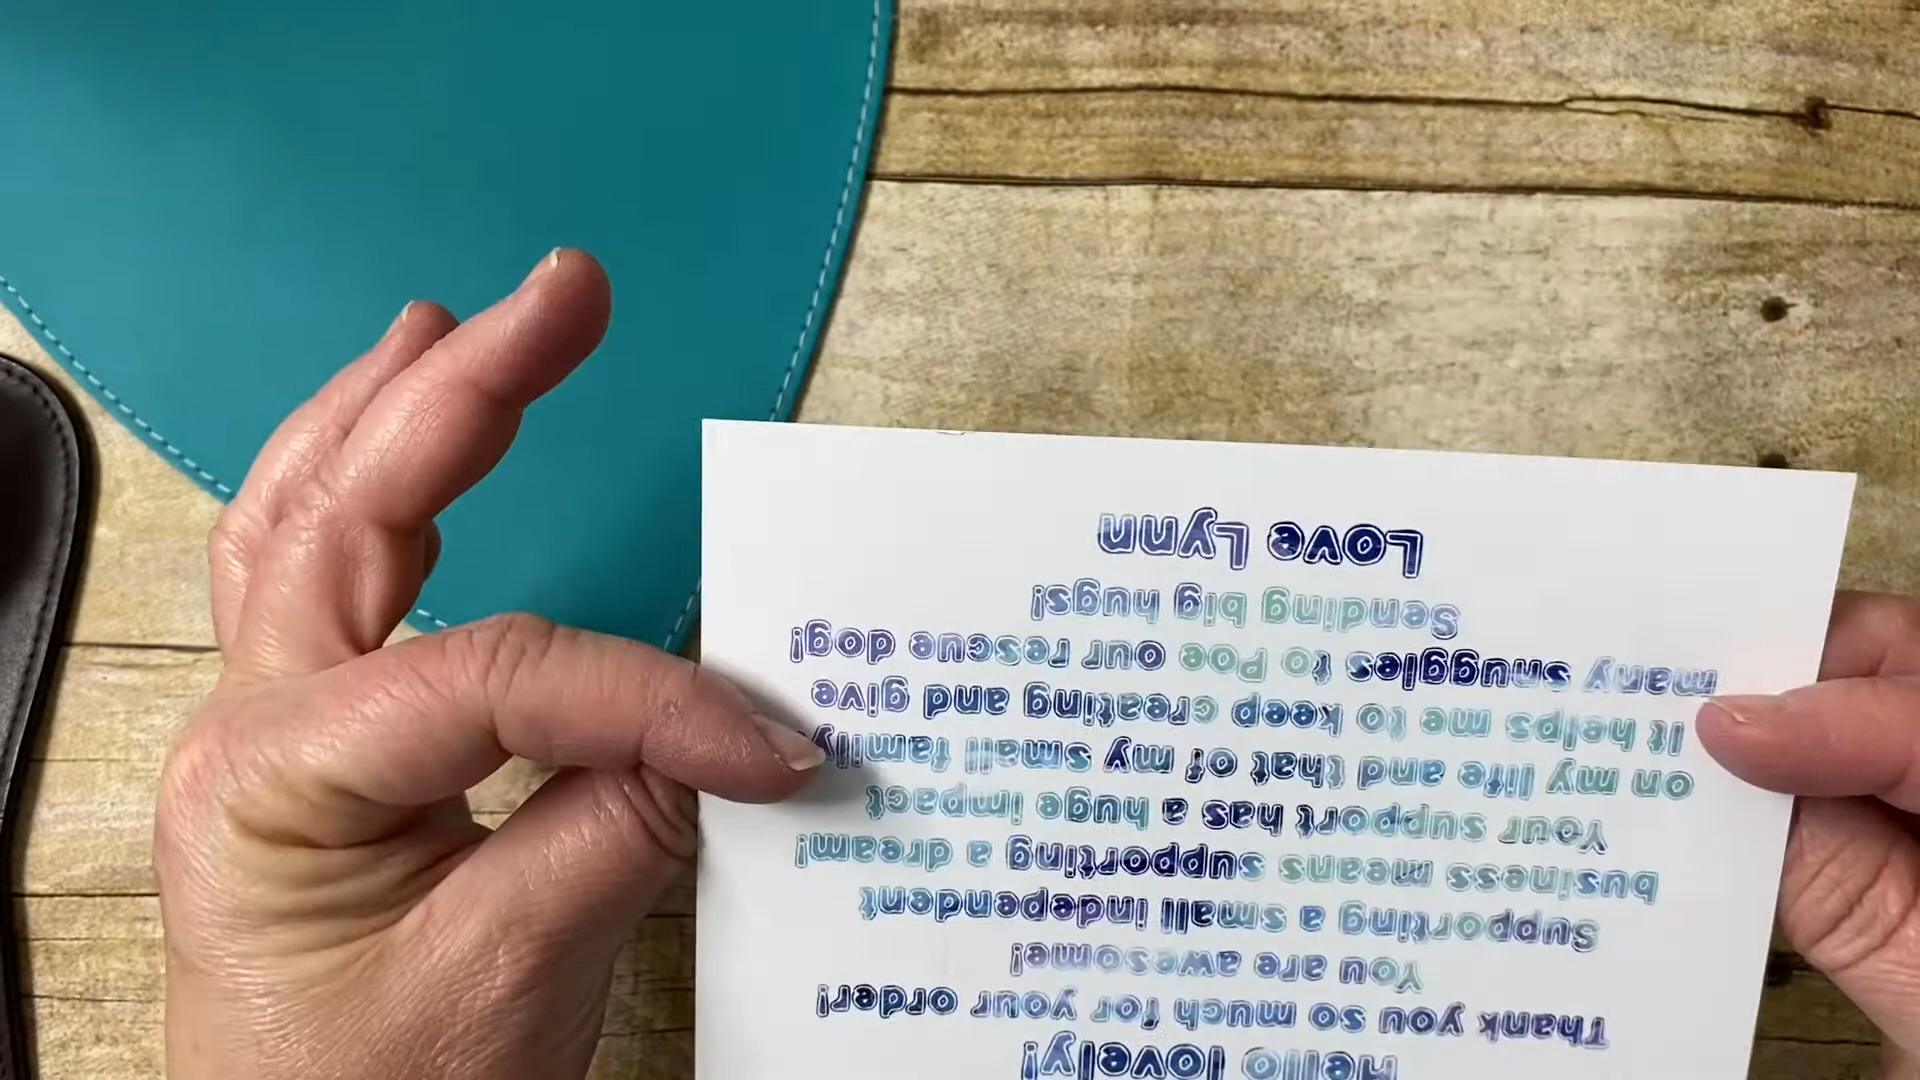 Hello lovely!
Thank you so much for your order!
You are awesome!
Supporting a small independent
business means supporting a dream!
Your support has a huge impact
on my life and that of my small family.
It helps me to keep creating and give
many snuggles to Poe our rescue dog!
Sending big hugs!
Love Lynn